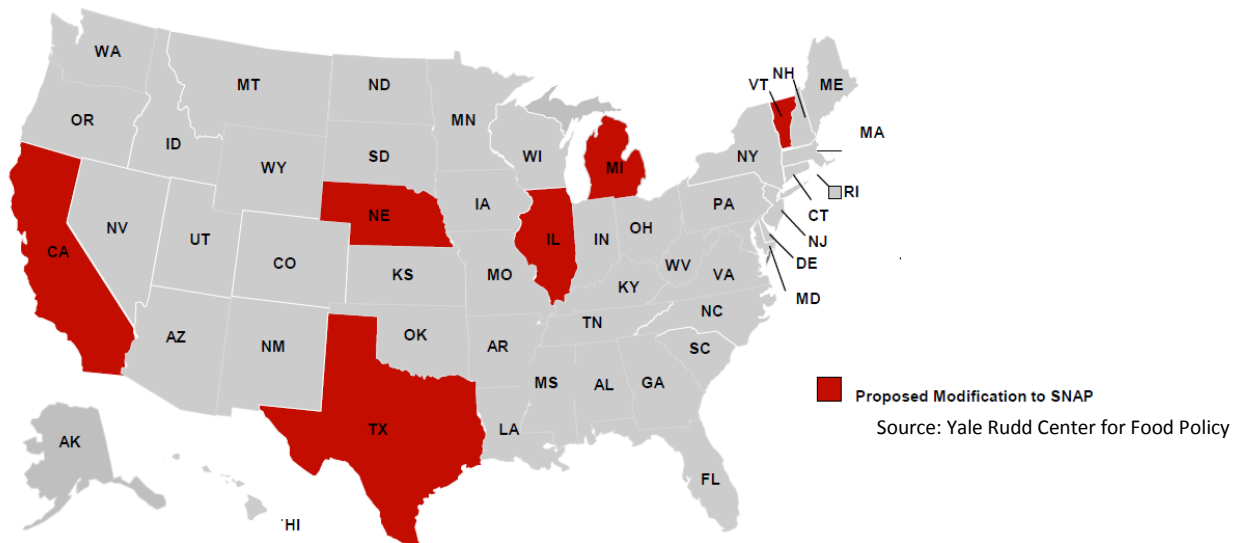 WA
MT
ND
MN
VT
NH
ME
OR
ID
SD
WI
MI
NY
MA
WY
RI
NE
IA
PA
CT
NV
UT
IL
IN
OH
NJ
CA
CO
KS
MO
WV
VA
DE
KY
MD
NC
AZ
NM
OK
AR
TN
SC
MS
AL
GA
TX
LA
AK
FL
HI
Proposed Modification to SNAP
Source: Yale Rudd Center for Food Policy